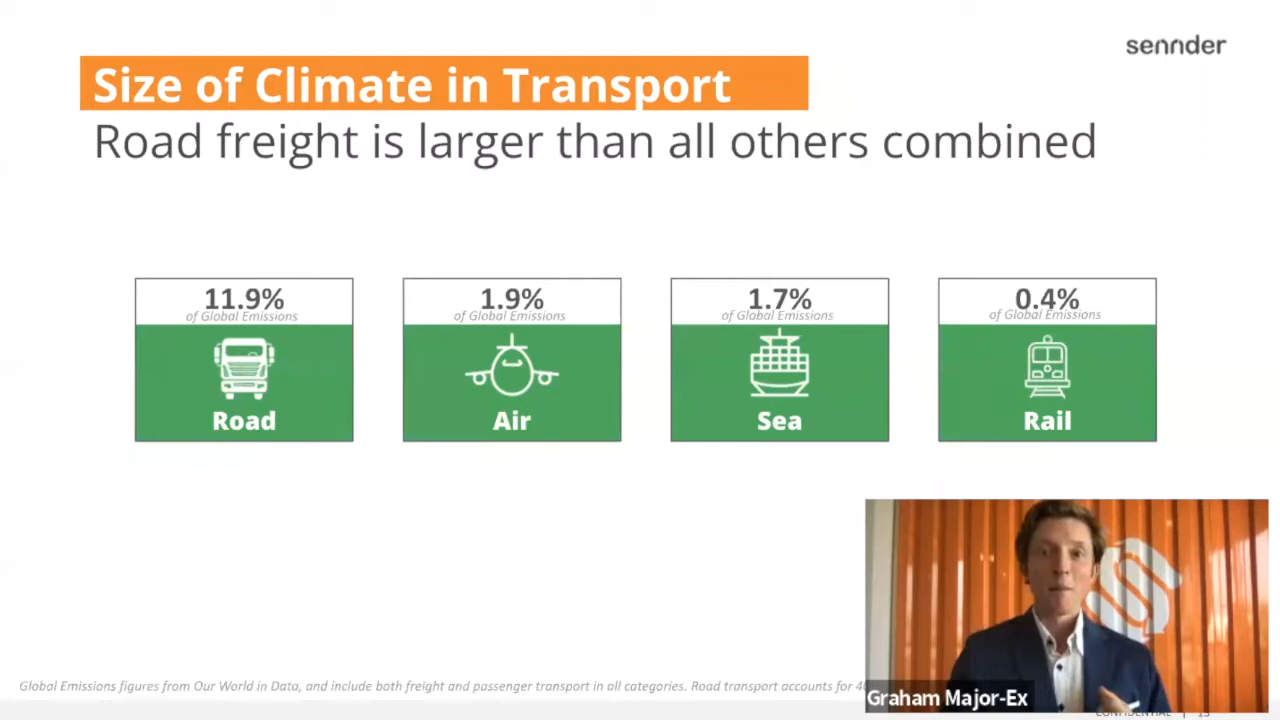 sennder
Size of Climate in Transport
Road freight is larger than all others combined
11.9%
of Global Emissions
Road
1.9%
of Global Emissions
Air
1.7%
of Global Emissions
Sea
0.4%
of Global Emissions
Rail
Global Emissions figures from Our World in Data, and include both freight and passenger transport in all categories. Road transport accounts for
Graham Major-Ex
CONFIDENTIAL |